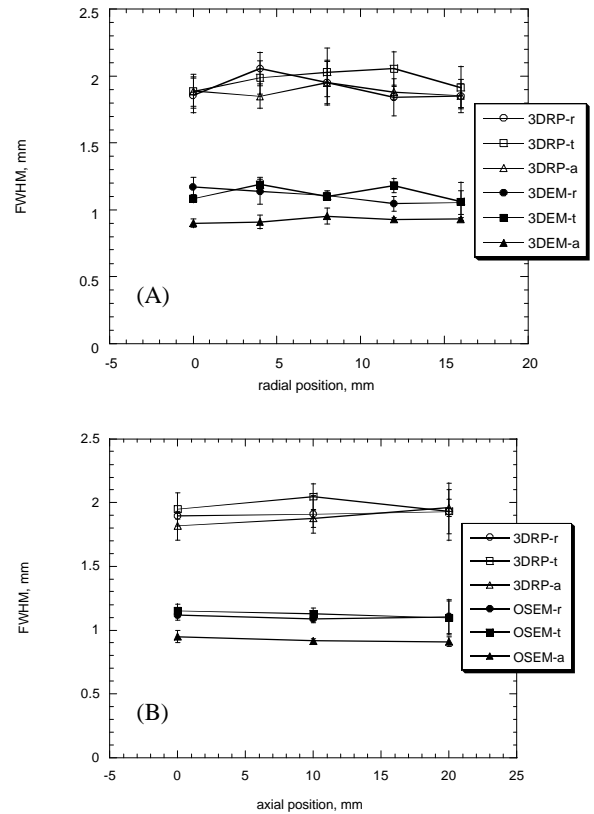 2.5
2
1.5
1
0.5
0
FWHM, mm
(A)
3DRP-r
3DRP-t
3DRP-a
3DEM-r
3DEM-t
3DEM-a
-5 0 5 10 15 20
radial position, mm
2.5
2
1.5
1
0.5
0
FWHM, mm
(B)
3DRP-r
3DRP-t
3DRP-a
OSEM-r
OSEM-t
OSEM-a
-5 0 5 10 15 20 25
axial position, mm